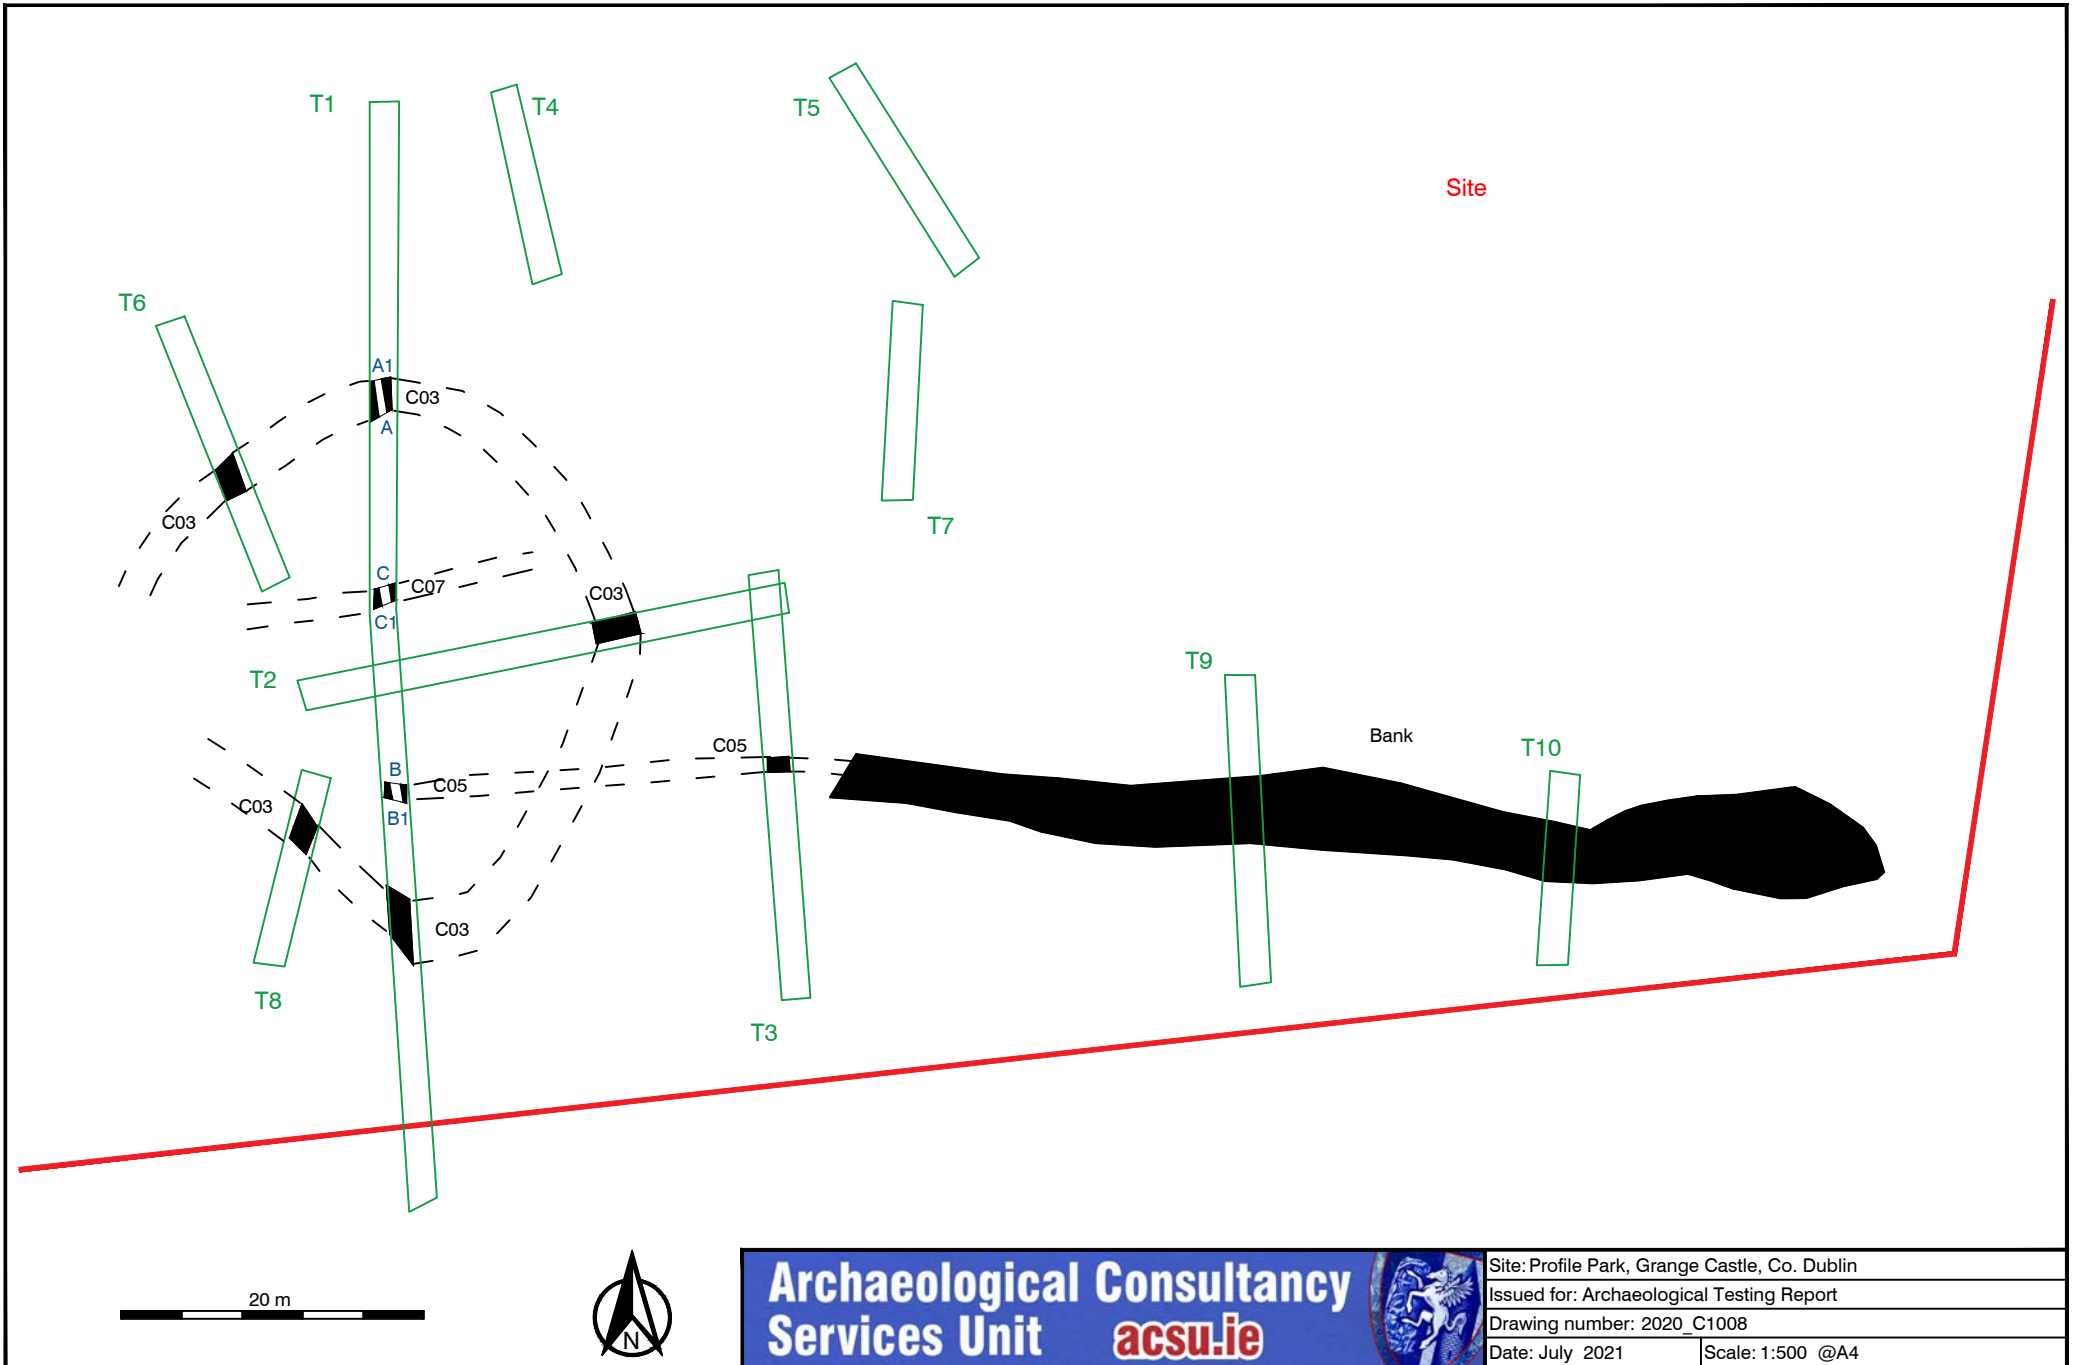 T1
T4
T5
Site
T6
A1
C03
A
C03
T7
C
C07
C1
C03
T2
T9
Bank
T10
C05
B
C05
B1
C03
C03
T8
T3
20 m
N
Archaeological Consultancy
Services Unit acsu.ie
Site: Profile Park, Grange Castle, Co. Dublin
Issued for: Archaeological Testing Report
Drawing number: 2020_C1008
Date: July 2021
Scale: 1:500 @A4